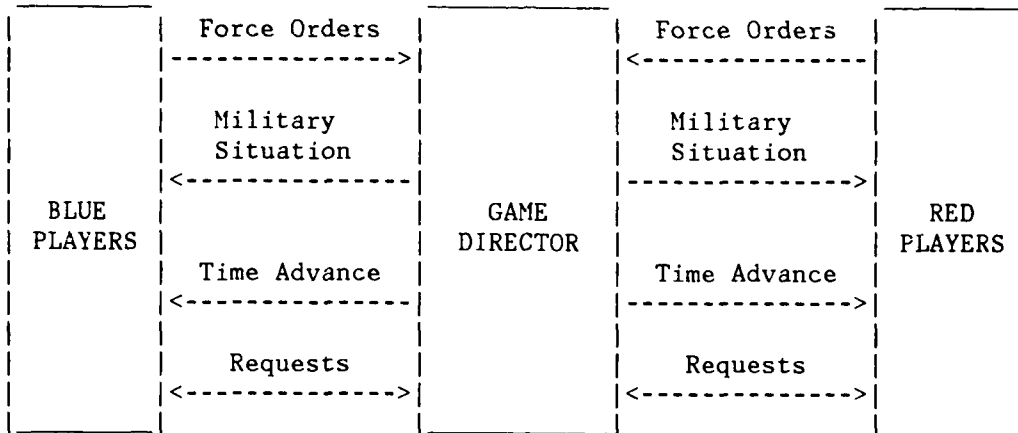 Force Orders Force Orders
Military Military
Situation Situation
BLUE GAME RED
PLAYERS DIRECTOR PLAYERS
Time Advance Time Advance
Requests Requests